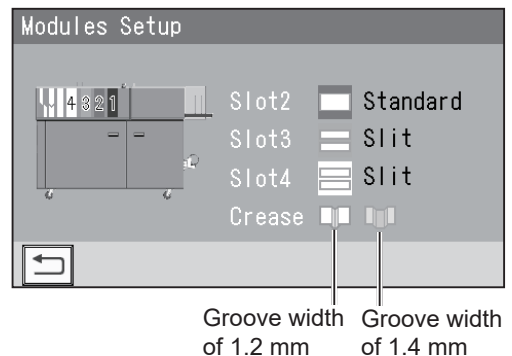 Modules Setup
4 3 2 1
Slot2 Standard
Slot3 Slit
Slot4 Slit
Crease
Groove width of 1.2 mm
Groove width of 1.4 mm